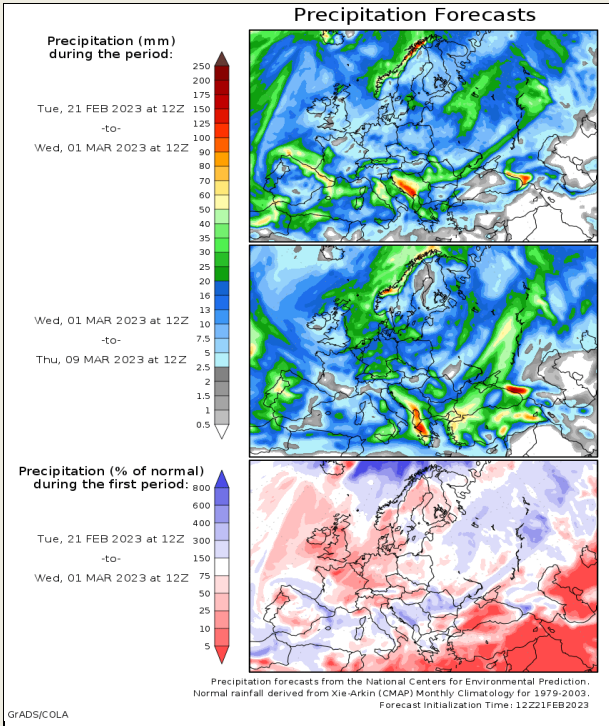 Precipitation Forecasts
Precipitation (mm)
during the period:
Tue, 21 FEB 2023 at 12Z
-to-
Wed, 01 MAR 2023 at 12Z
250
200
175
150
125
100
90
80
70
60
50
40
35
30
25
20
16
13
10
7.5
5
2.5
2
1.5
1
0.5
Wed, 01 MAR 2023 at 12Z
-to-
Thu, 09 MAR 2023 at 12Z
Precipitation (% of normal)
during the first period:
Tue, 21 FEB 2023 at 12Z
-to-
Wed, 01 MAR 2023 at 12Z
800
600
400
300
150
75
50
25
10
5
Precipitation forecasts from the National Centers for Environmental Prediction.
Normal rainfall derived from Xie-Arkin (CMAP) Monthly Climatology for 1979-2003.
Forecast Initialization Time: 12Z21FEB2023
GrADS/COLA